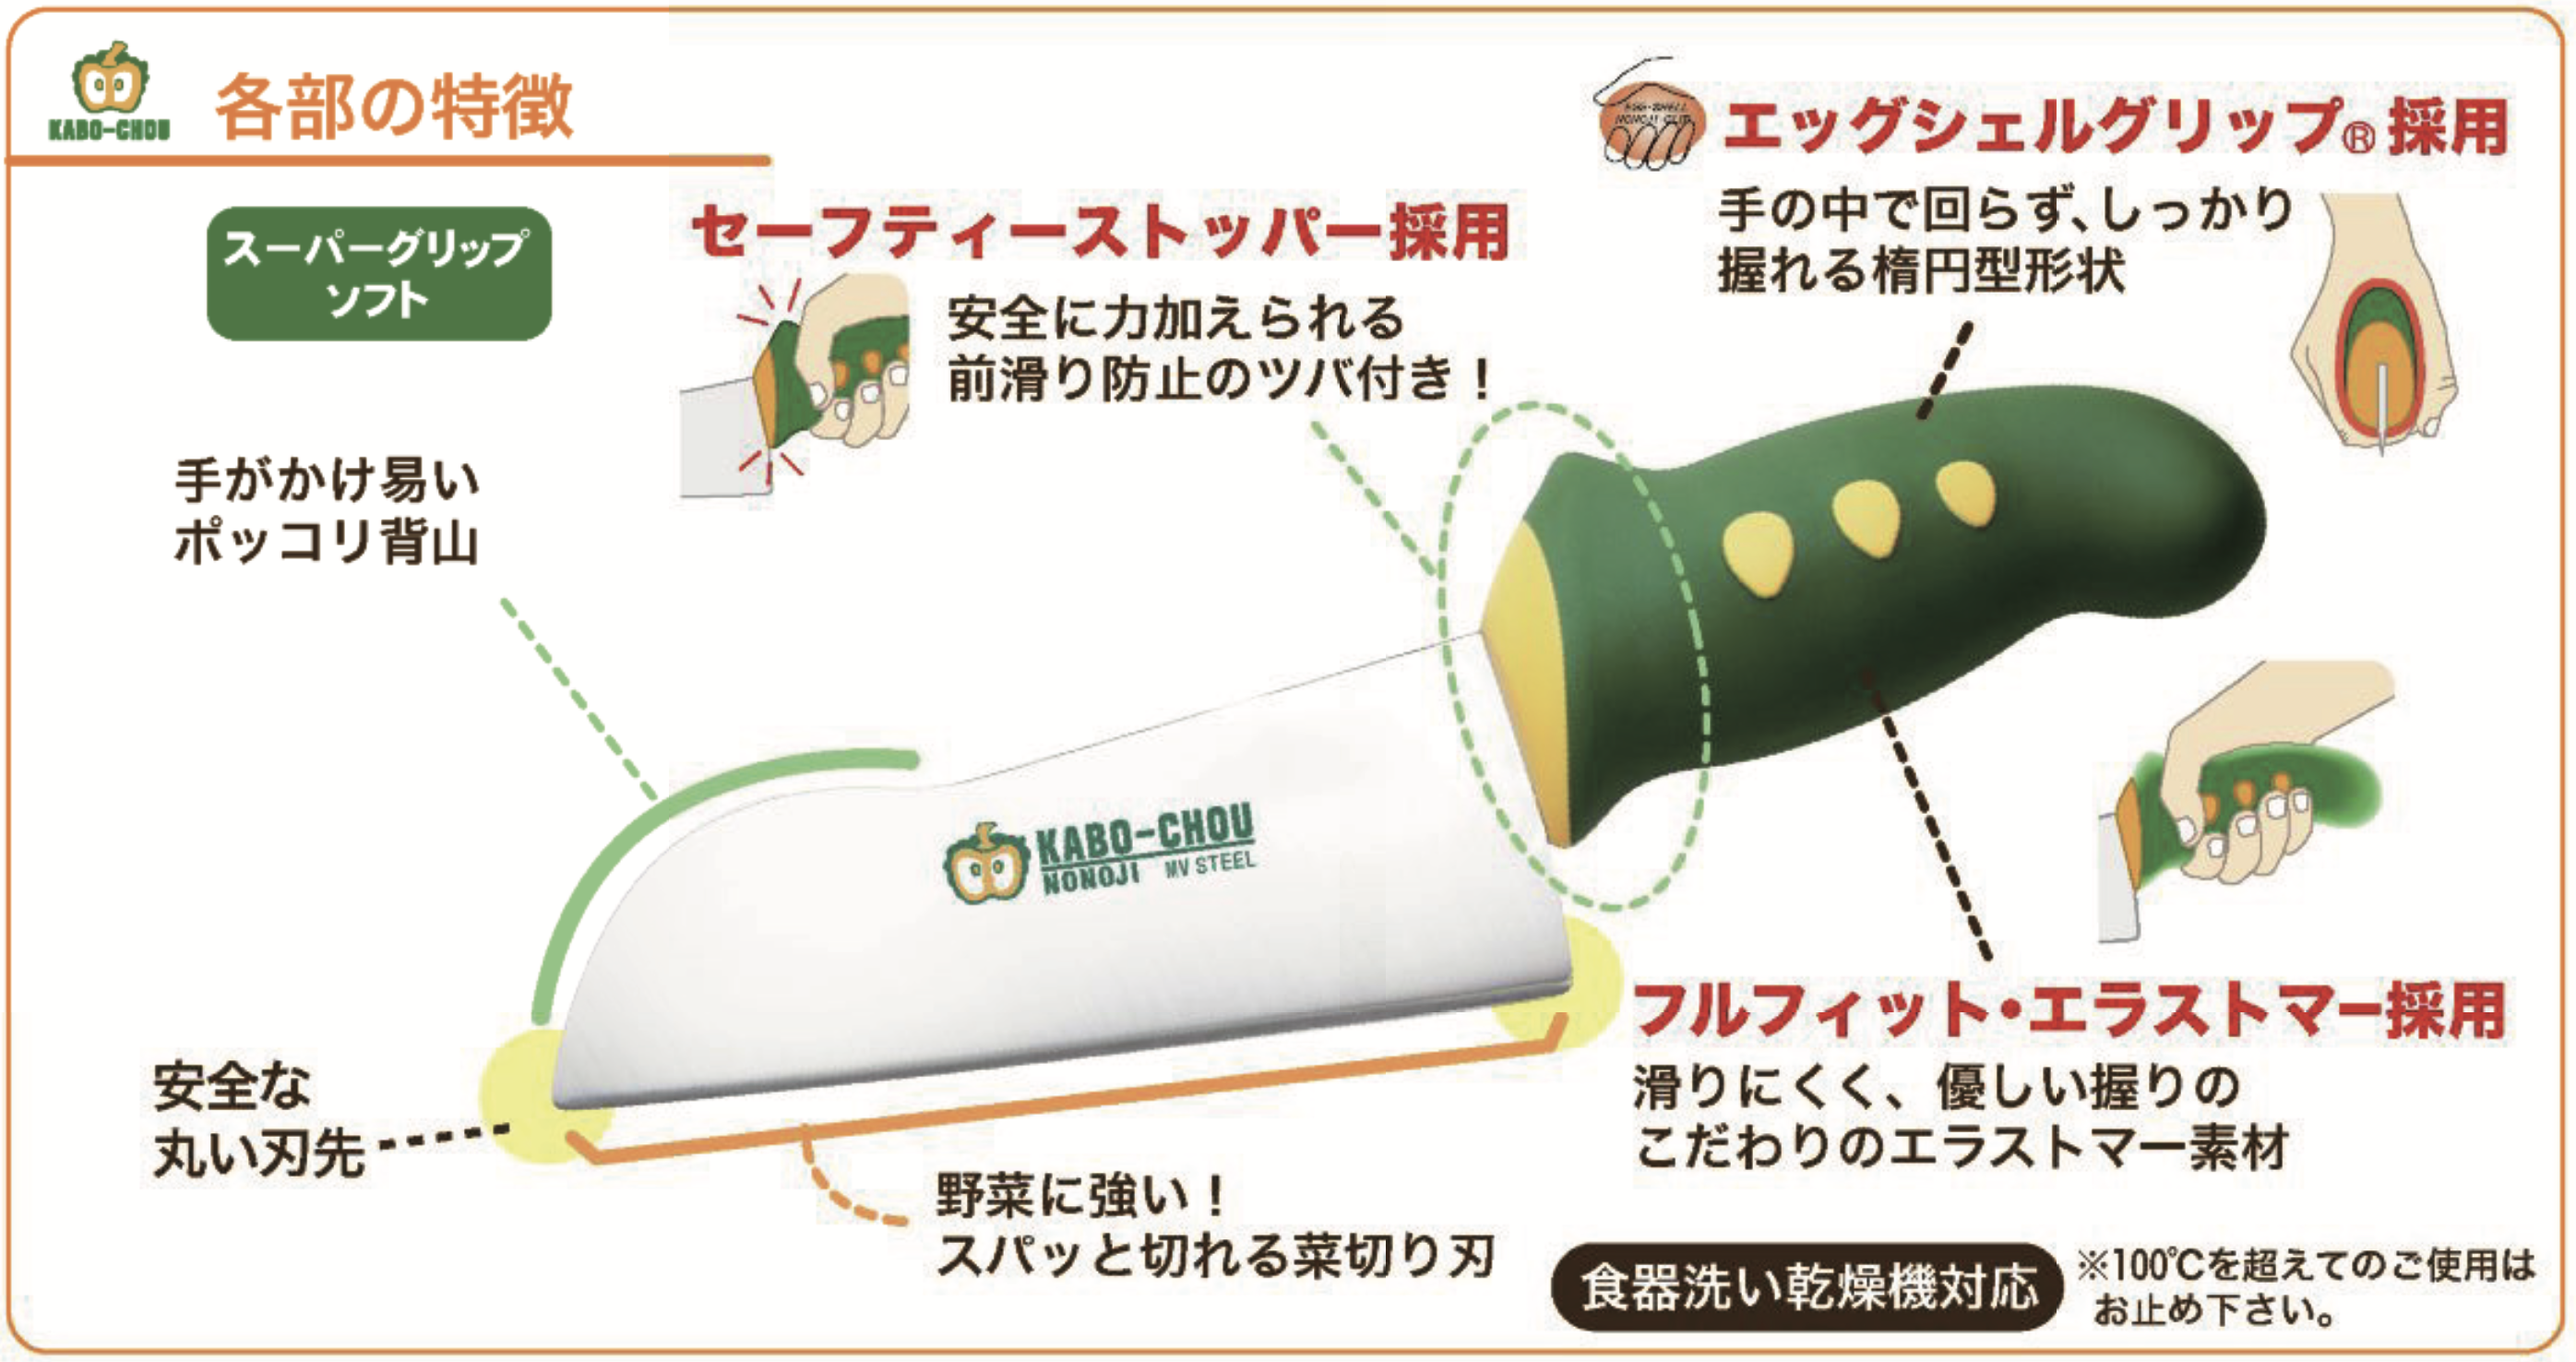 KABO-CHOU
各部の特徴
スーパーグリップ
ソフト
エッグシェルグリップ®採用
手の中で回らず、しっかり
握れる楕円型形状
セーフティーストッパー採用
安全に力加えられる
前滑り防止のツバ付き！
手がかけ易い
ポッコリ背山
KABO-CHOU
NONOJI MV STEEL
フルフィット・エラストマー採用
滑りにくく、優しい握りの
こだわりのエラストマー素材
安全な
丸い刃先
野菜に強い！
スパッと切れる菜切り刃
食器洗い乾燥機対応
※100℃を超えてのご使用は
お止め下さい。